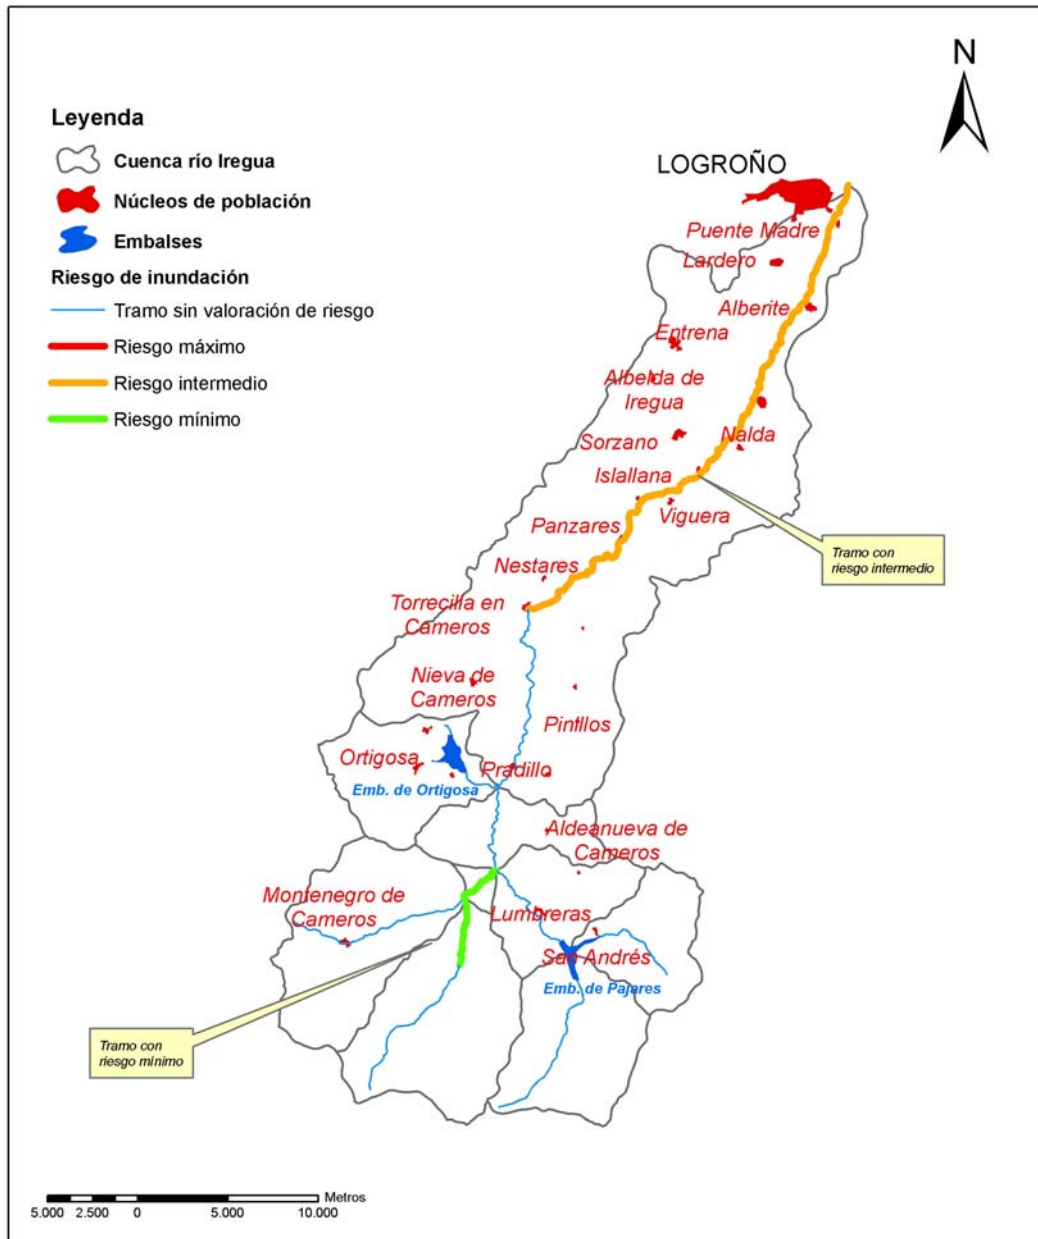 N
Leyenda
Cuenca río Iregua
Núcleos de población
Embalses
Riesgo de inundación
Tramo sin valoración de riesgo
Riesgo máximo
Riesgo intermedio
Riesgo mínimo
LOGROÑO
Puente Madre
Lardero
Alberite
Entrena
Albelda de
Iregua
Nalda
Sorzano
Islallana
Viguera
Panzares
Tramo con
riesgo intermedio
Nestares
Torrecilla en
Cameros
Nieva de
Cameros
Pinillos
Ortigosa
Pradillo
Emb. de Ortigosa
Aldeanueva de
Cameros
Montenegro de
Cameros
Lumbreras
San Andrés
Emb. de Pajares
Tramo con
riesgo mínimo
Metros
5.000 2.500 0 5.000 10.000